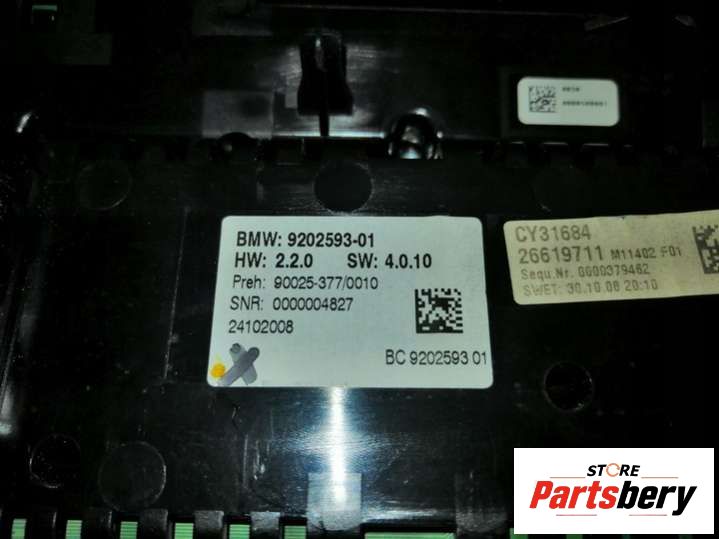 BMW: 9202593-01
HW: 2.2.0 SW: 4.0.10
Preh: 90025-377/0010
SNR: 0000004827
24102008
BC 9202593 01
CY31684
26619711 M11402 F01
Sequ.Nr. 0000379462
SWET: 30.10.08 20:10
STORE
Partsbery